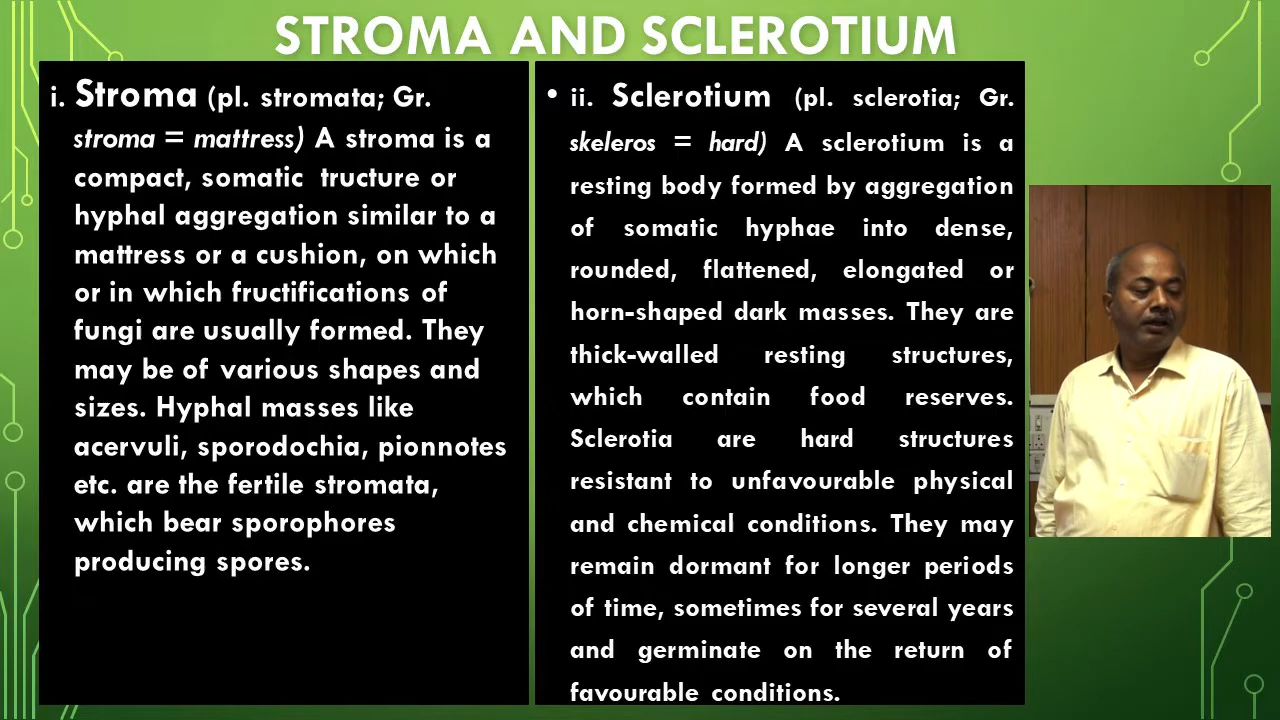 STROMA AND SCLEROTIUM
i. Stroma (pl. stromata; Gr.
stroma = mattress) A stroma is a
compact, somatic tructure or
hyphal aggregation similar to a
mattress or a cushion, on which
or in which fructifications of
fungi are usually formed. They
may be of various shapes and
sizes. Hyphal masses like
acervuli, sporodochia, pionnotes
etc. are the fertile stromata,
which bear sporophores
producing spores.
• ii. Sclerotium (pl. sclerotia; Gr.
skeleros = hard) A sclerotium is a
resting body formed by aggregation
of somatic hyphae into dense,
rounded, flattened, elongated or
horn-shaped dark masses. They are
thick-walled resting structures,
which contain food reserves.
Sclerotia are hard structures
resistant to unfavourable physical
and chemical conditions. They may
remain dormant for longer periods
of time, sometimes for several years
and germinate on the return of
favourable conditions.